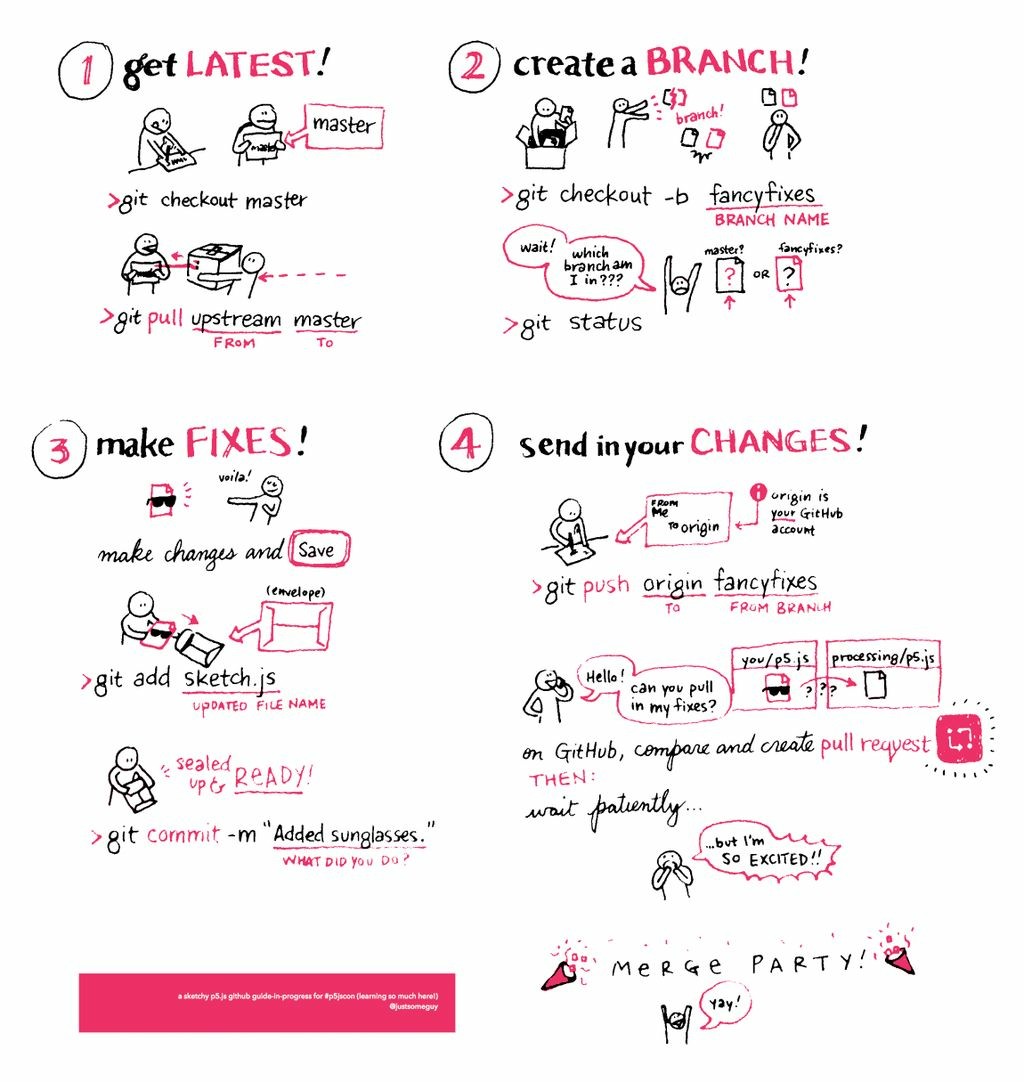 1 get LATEST!
master
master
>git checkout master
>git pull upstream master
FROM TO
2 create a BRANCH!
branch!
>git checkout -b fancyfixes
BRANCH NAME
wait!
which
branch am
I in???
master?
fancyfixes?
? OR ?
>git status
3 make FIXES!
voila!
make changes and Save
(envelope)
>git add sketch.js
UPDATED FILE NAME
sealed
up & READY!
>git commit -m "Added sunglasses."
WHAT DID YOU DO?
4 send in your CHANGES!
FROM
Me
TO origin
i origin is
your GitHub
account
>git push origin fancyfixes
TO FROM BRANCH
Hello!
can you pull
in my fixes?
you/p5.js
processing/p5.js
? ? ?
on GitHub, compare and create pull request
THEN:
wait patiently...
...but I'm
SO EXCITED!!
MERGE PARTY!
yay!
a sketchy p5.js github guide-in-progress for #p5jscon (learning so much here!)
@justsomeguy